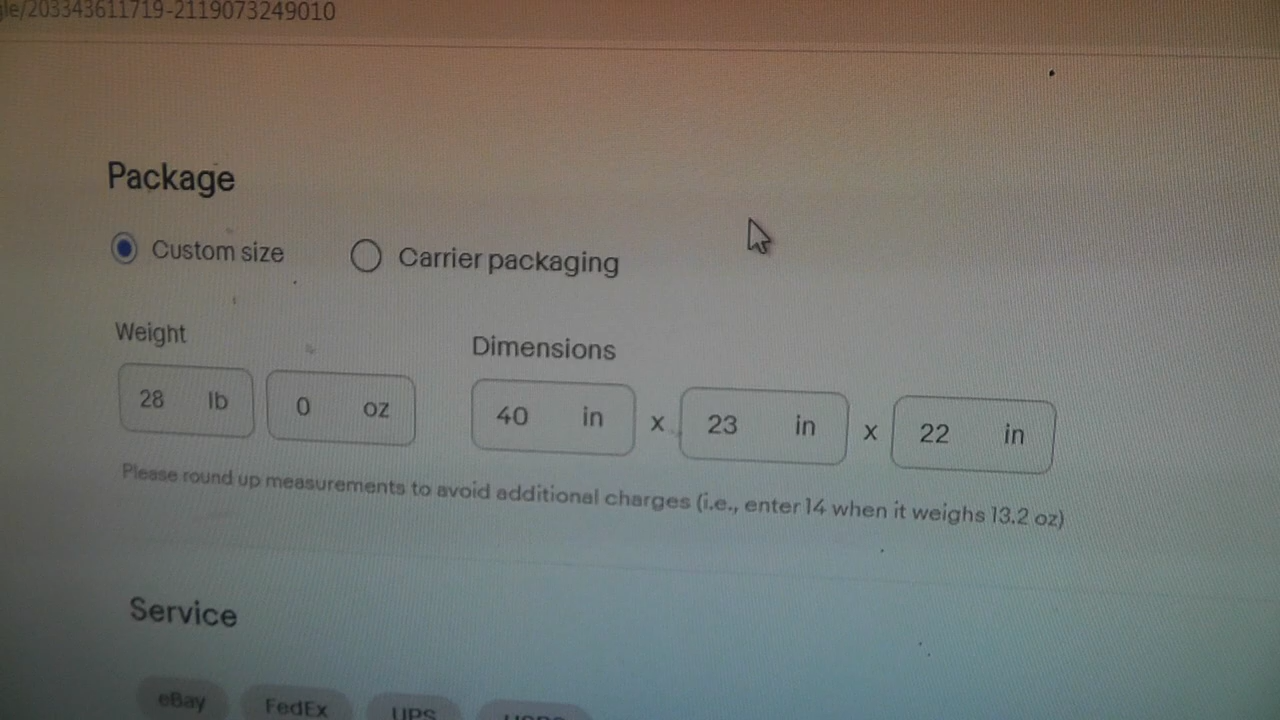 gle/203343611719-2119073249010
Package
Custom size Carrier packaging
Weight Dimensions
28 lb 0 oz 40 in x 23 in x 22 in
Please round up measurements to avoid additional charges (i.e., enter 14 when it weighs 13.2 oz)
Service
eBay FedEx UPS USPS